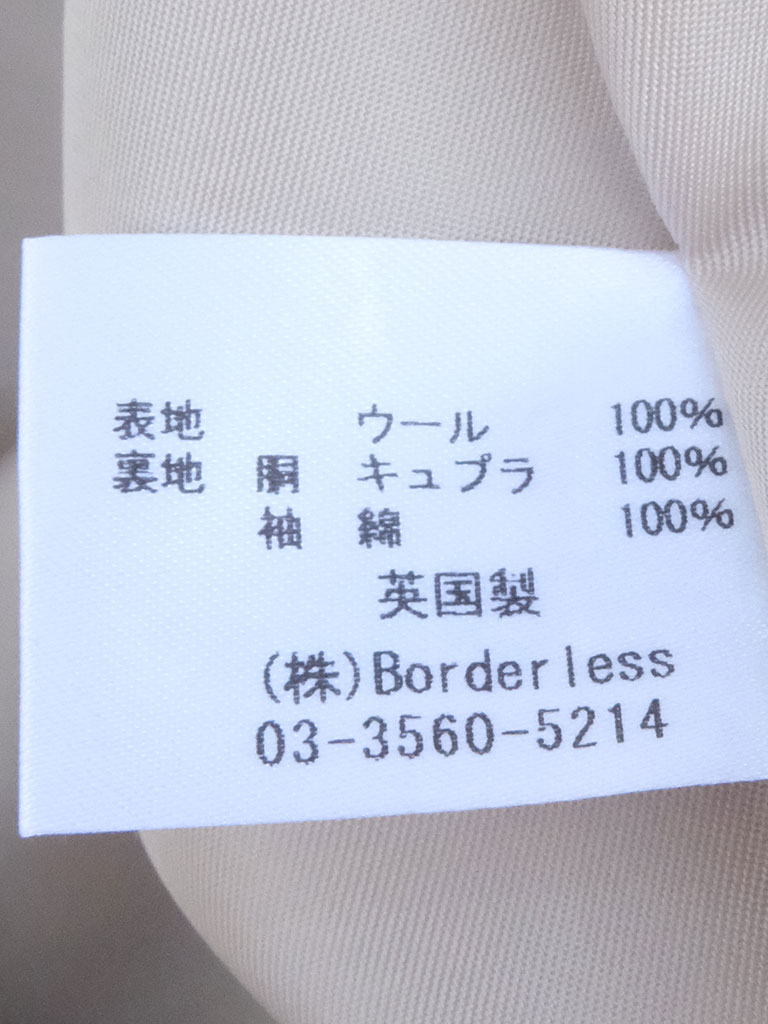 表地 ウール 100%
裏地 胴 キュプラ 100%
袖 綿 100%
英国製
(株)Borderless
03-3560-5214